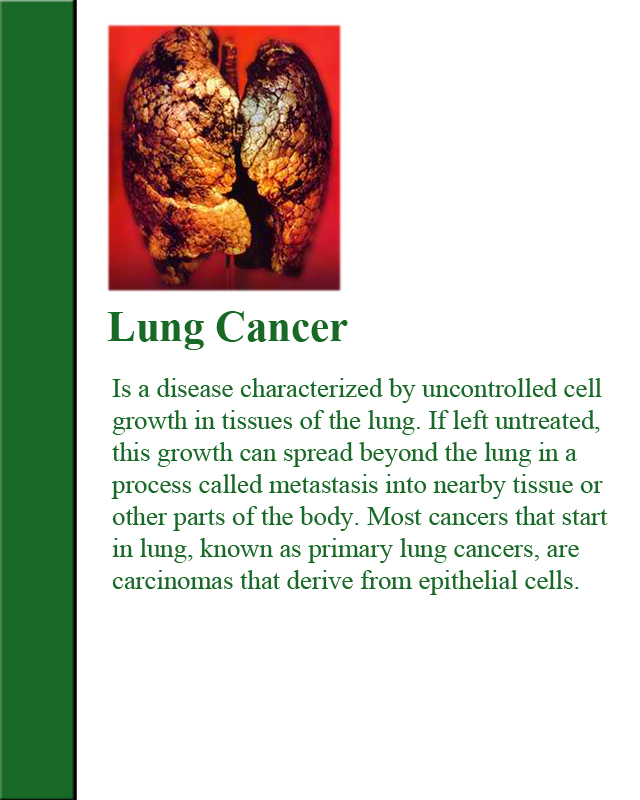 Lung Cancer
Is a disease characterized by uncontrolled cell
growth in tissues of the lung. If left untreated,
this growth can spread beyond the lung in a
process called metastasis into nearby tissue or
other parts of the body. Most cancers that start
in lung, known as primary lung cancers, are
carcinomas that derive from epithelial cells.